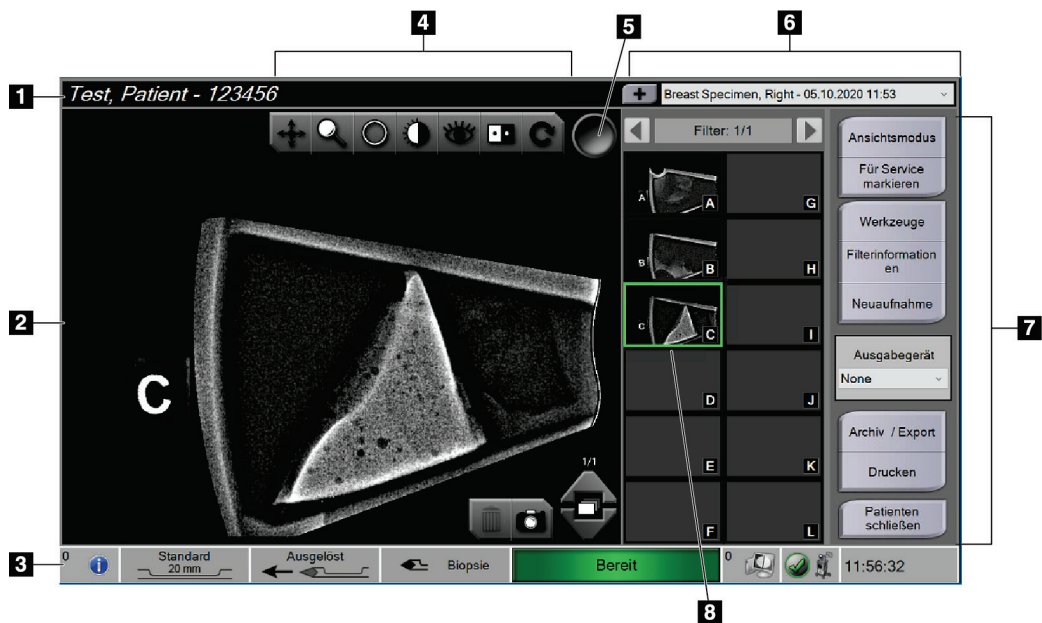 4
5
6
1
Test, Patient - 123456
Breast Specimen, Right - 05.10.2020 11:53
Filter: 1/1
Ansichtsmodus
Für Service
markieren
A
A
G
Werkzeuge
Filterinformation
en
B
B
H
Neuaufnahme
2
7
C
C
C
I
Ausgabegerät
None
D
J
Archiv / Export
1/1
E
K
Drucken
Patienten
schließen
F
L
3
0
i
Standard
20 mm
Ausgelöst
Biopsie
Bereit
0
11:56:32
8